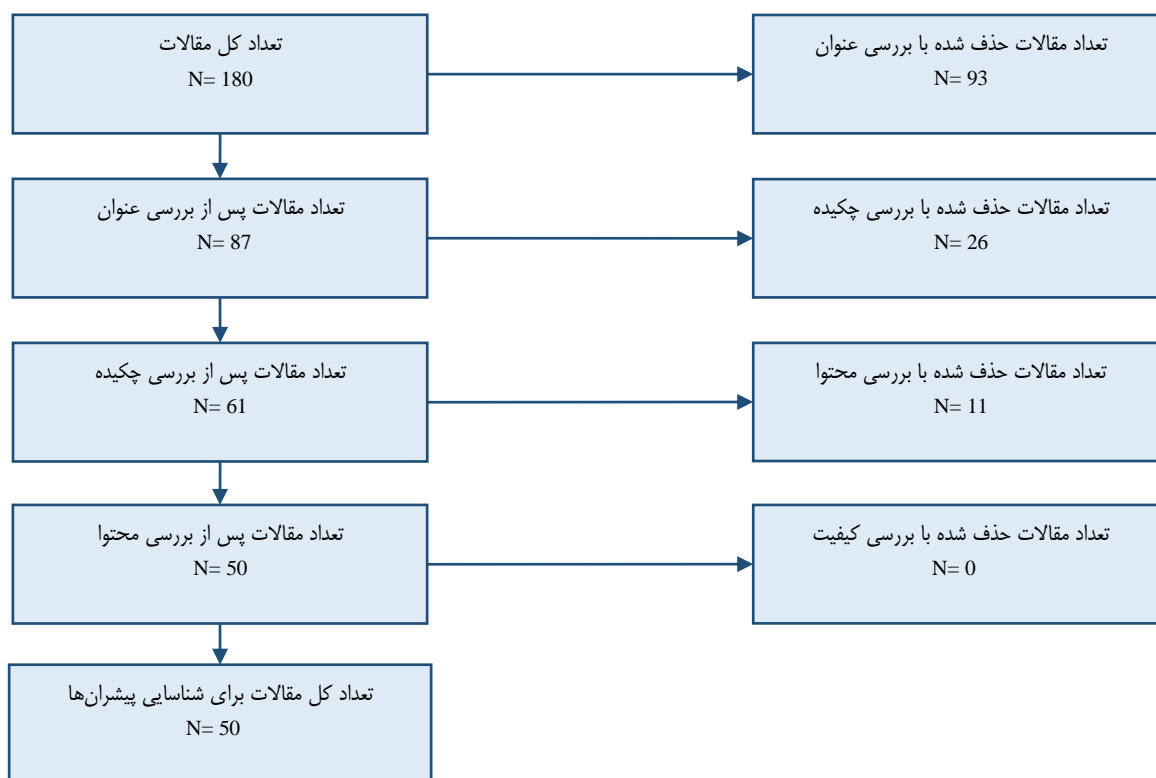 تعداد کل مقالات
N= 180
تعداد مقالات حذف شده با بررسی عنوان
N= 93
تعداد مقالات پس از بررسی عنوان
N= 87
تعداد مقالات حذف شده با بررسی چکیده
N= 26
تعداد مقالات پس از بررسی چکیده
N= 61
تعداد مقالات حذف شده با بررسی محتوا
N= 11
تعداد مقالات پس از بررسی محتوا
N= 50
تعداد مقالات حذف شده با بررسی کیفیت
N= 0
تعداد کل مقالات برای شناسایی پیشران‌ها
N= 50